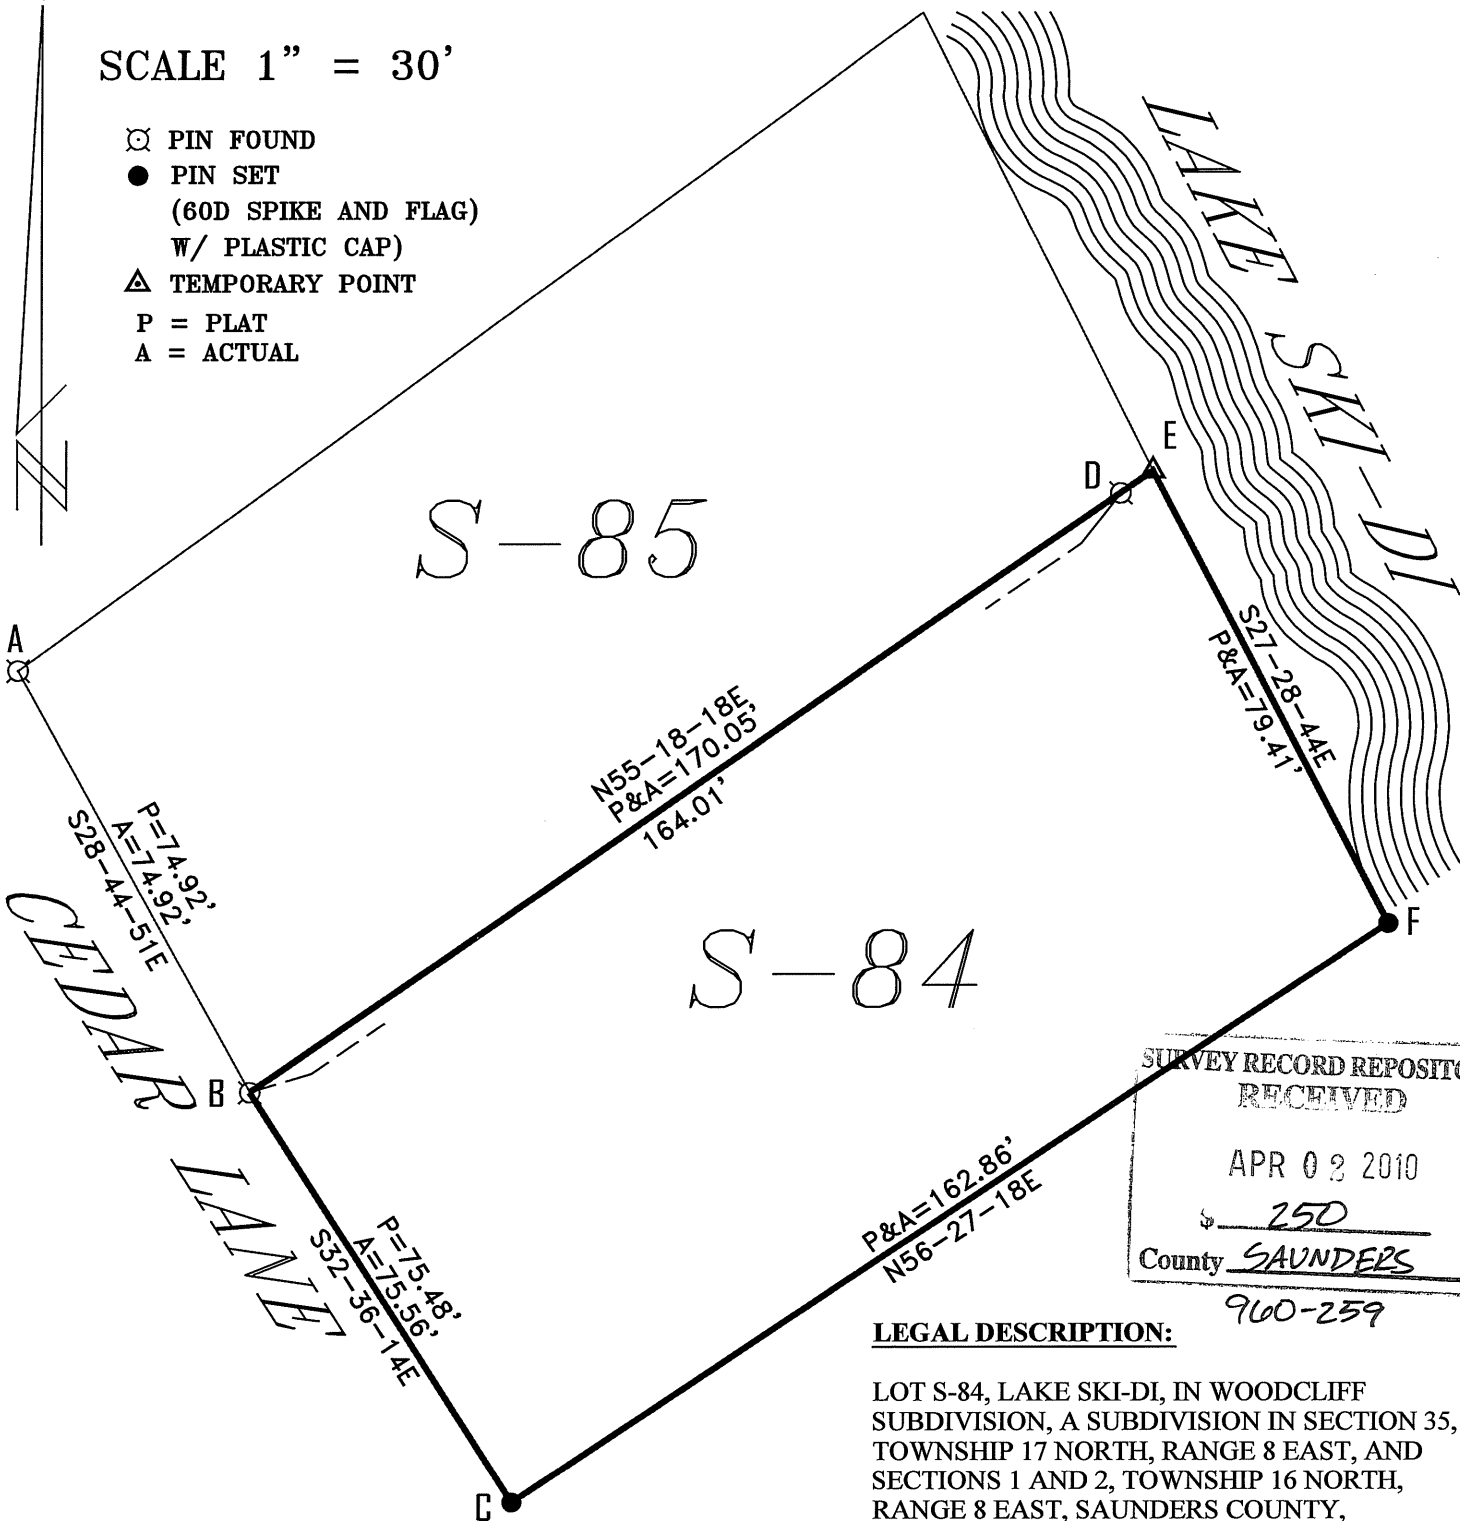 SCALE 1” = 30’
PIN FOUND
PIN SET
(60D SPIKE AND FLAG)
W/ PLASTIC CAP)
TEMPORARY POINT
P = PLAT
A = ACTUAL
N
LAKE SKI-DI
E
D
S-85
A
S27-28-44E
P&A=79.41’
N55-18-18E
P&A=170.05’
164.01’
P=74.92’
A=74.92’
S28-44-51E
CEDAR LANE
F
S-84
B
P&A=162.86’
N56-27-18E
P=75.48’
A=75.56’
S32-36-14E
C
SURVEY RECORD REPOSITO
RECEIVED
APR 02 2010
$ 250
County SAUNDERS
960-259
LEGAL DESCRIPTION:
LOT S-84, LAKE SKI-DI, IN WOODCLIFF
SUBDIVISION, A SUBDIVISION IN SECTION 35,
TOWNSHIP 17 NORTH, RANGE 8 EAST, AND
SECTIONS 1 AND 2, TOWNSHIP 16 NORTH,
RANGE 8 EAST, SAUNDERS COUNTY,